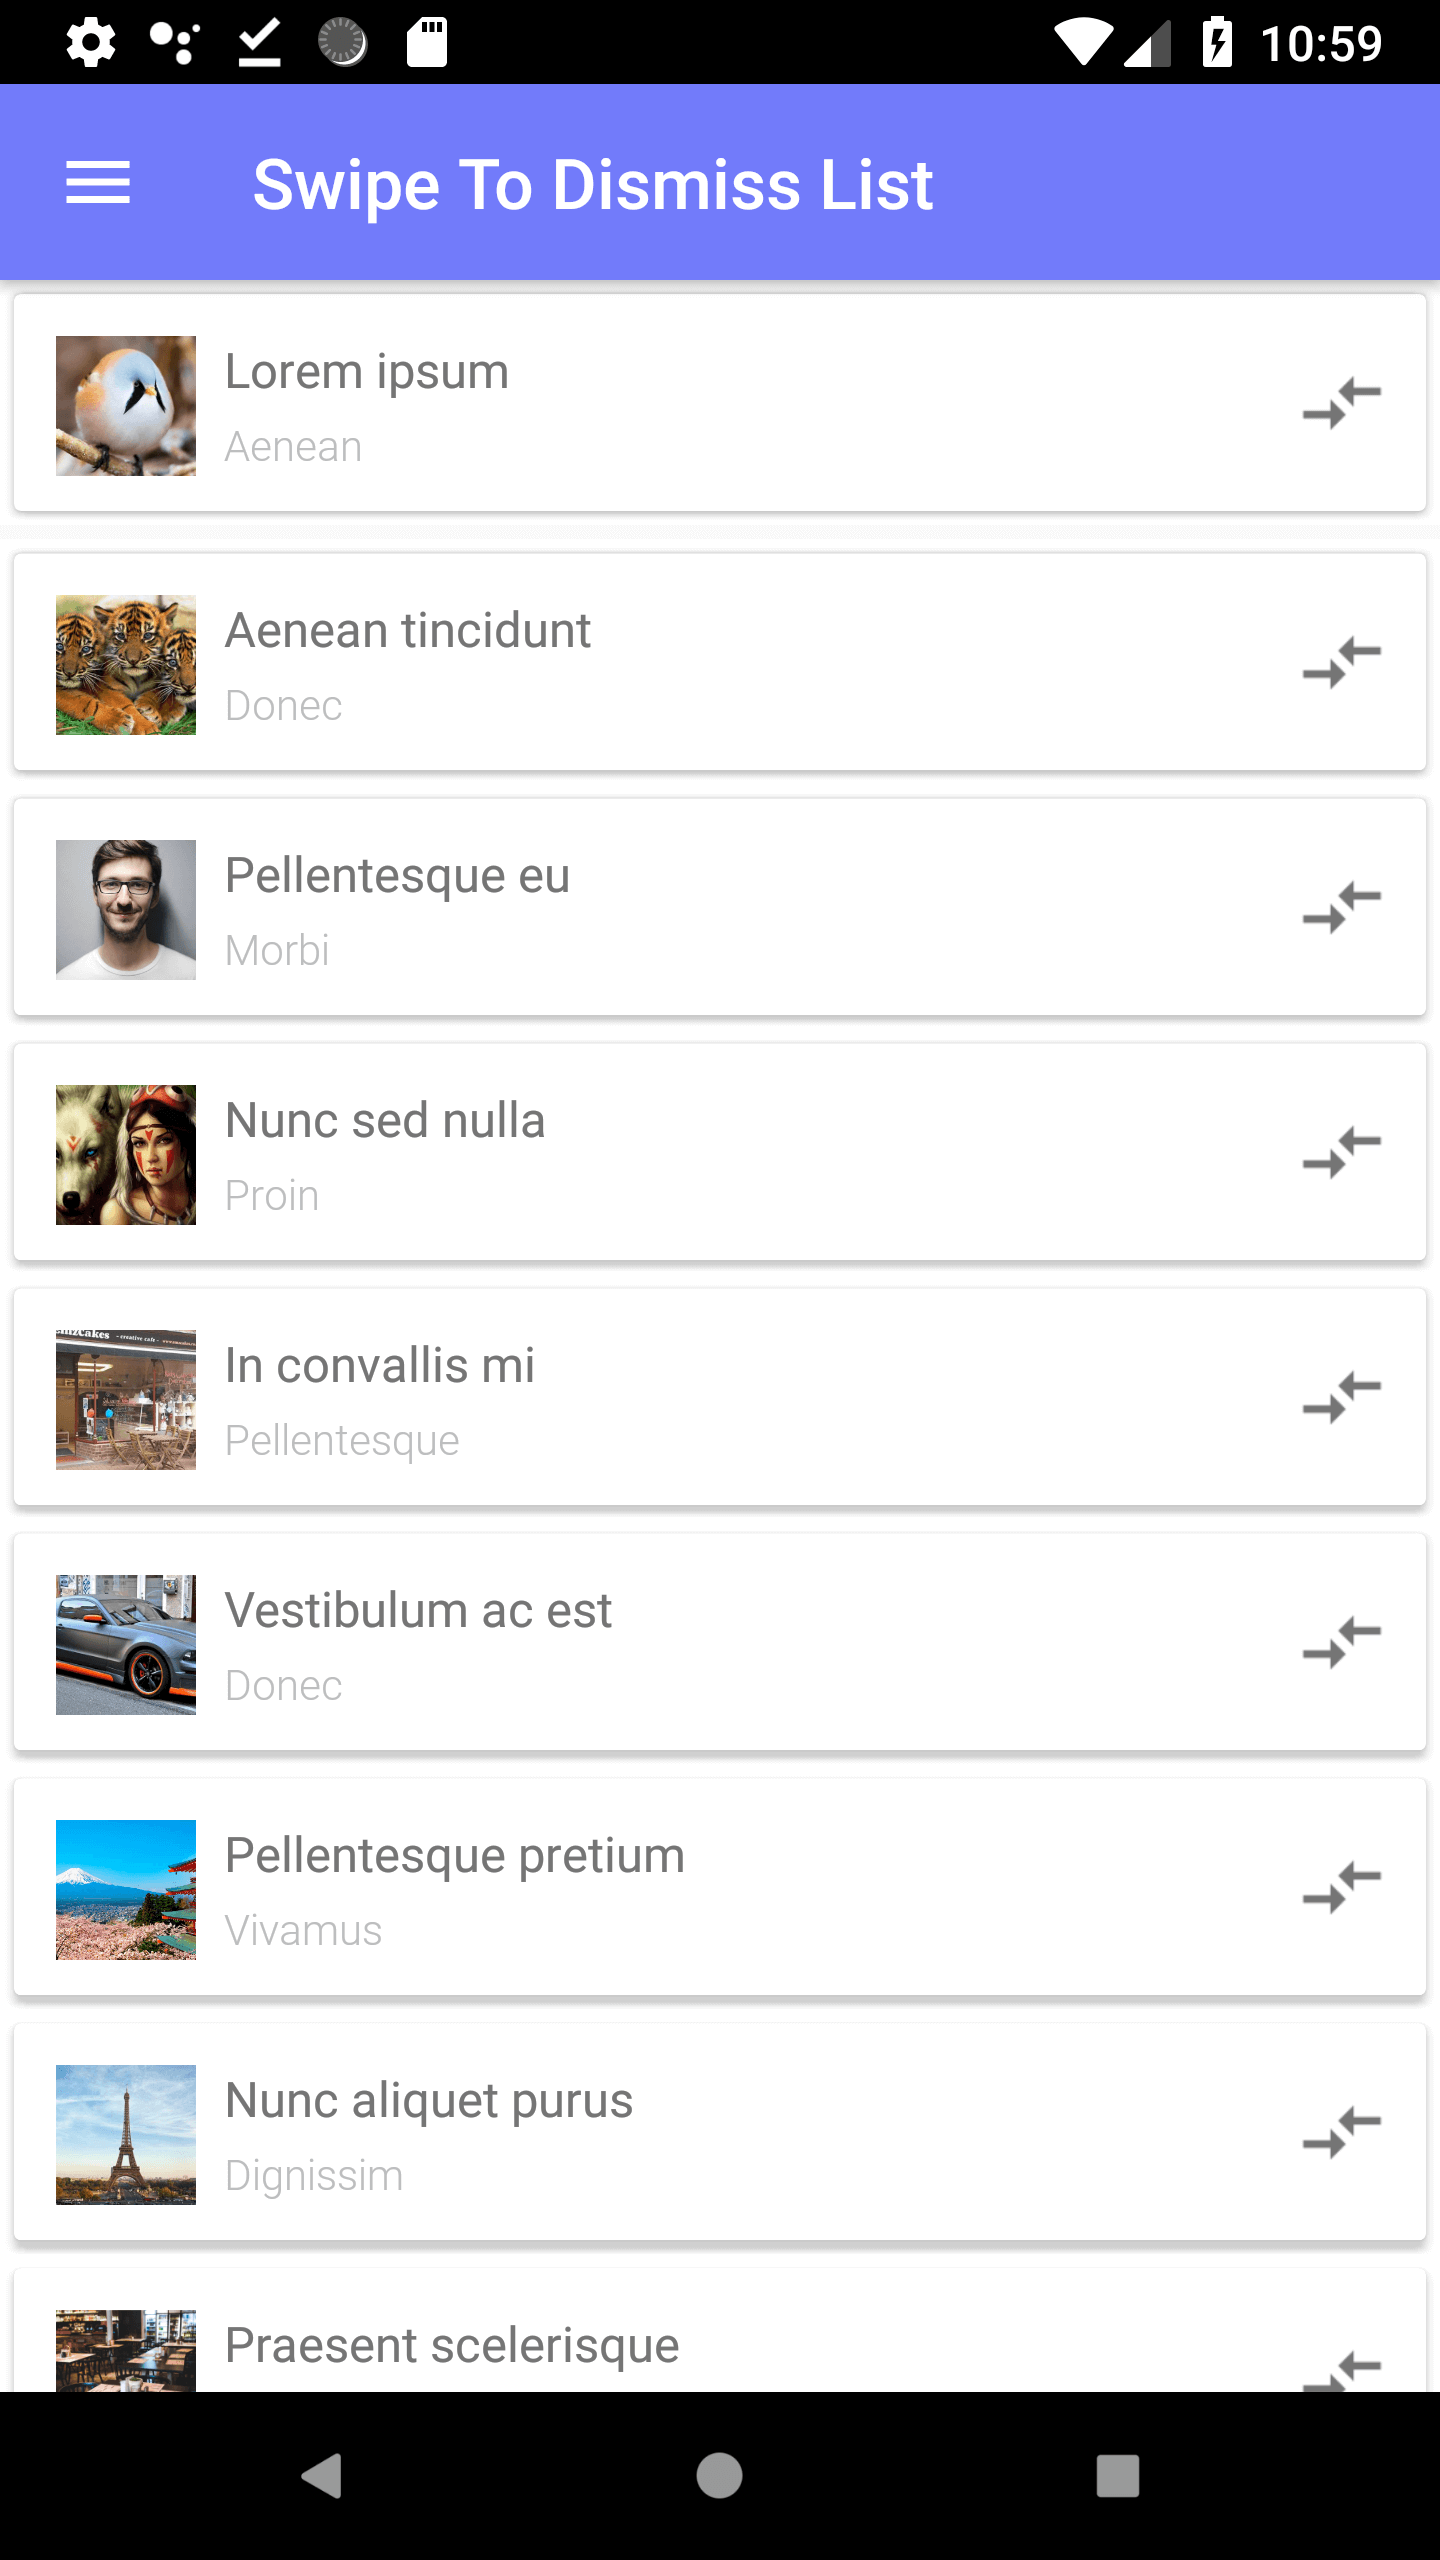 10:59
Swipe To Dismiss List
Lorem ipsum
Aenean
Aenean tincidunt
Donec
Pellentesque eu
Morbi
Nunc sed nulla
Proin
In convallis mi
Pellentesque
Vestibulum ac est
Donec
Pellentesque pretium
Vivamus
Nunc aliquet purus
Dignissim
Praesent scelerisque